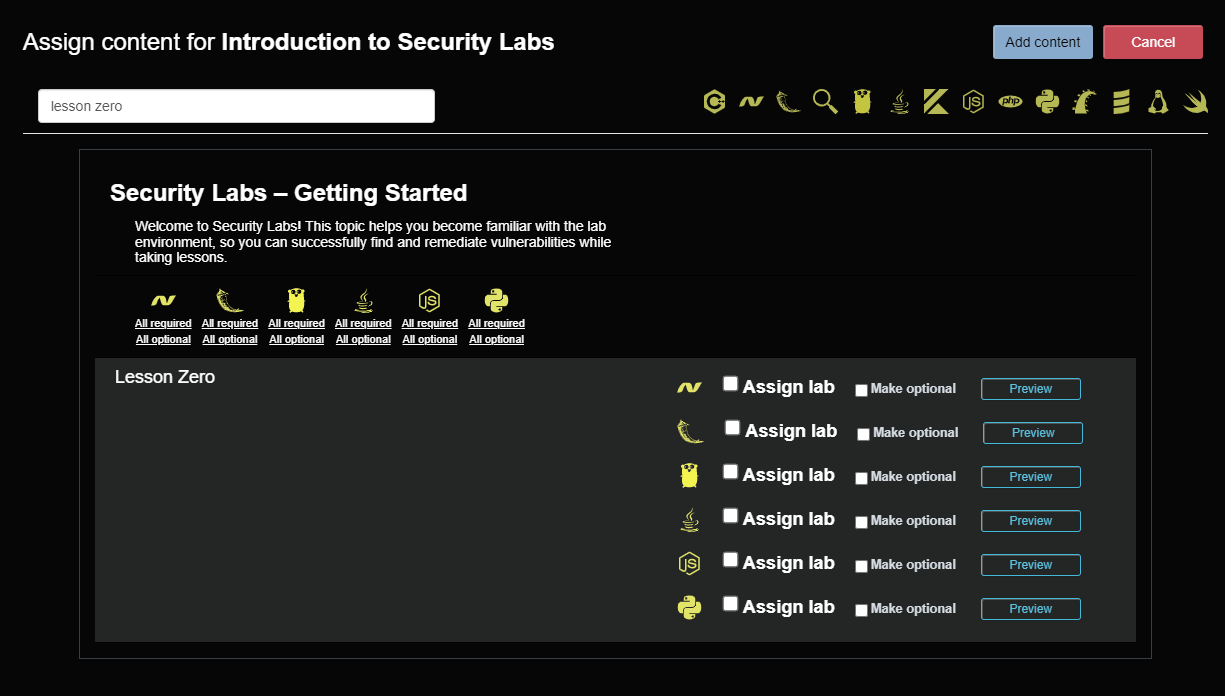 Assign content for Introduction to Security Labs
Add content
Cancel
lesson zero
C
JS
php
Security Labs – Getting Started
Welcome to Security Labs! This topic helps you become familiar with the lab
environment, so you can successfully find and remediate vulnerabilities while
taking lessons.
JS
All required All required All required All required All required All required
All optional All optional All optional All optional All optional All optional
Lesson Zero
Assign lab Make optional Preview
Assign lab Make optional Preview
Assign lab Make optional Preview
Assign lab Make optional Preview
JS Assign lab Make optional Preview
Assign lab Make optional Preview